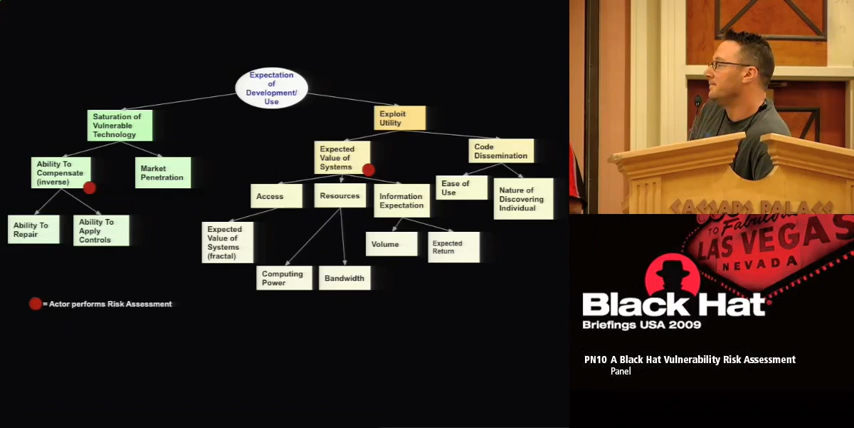 Expectation
of
Development/
Use
Saturation of
Vulnerable
Technology
Exploit
Utility
Ability To
Compensate
(inverse)
Market
Penetration
Expected
Value of
Systems
Code
Dissemination
Ability To
Repair
Ability To
Apply
Controls
Access
Resources
Information
Expectation
Ease of
Use
Nature of
Discovering
Individual
Expected
Value of
Systems
(fractal)
Volume
Expected
Return
Computing
Power
Bandwidth
= Actor performs Risk Assessment
CAESARS PALACE
TO Fabulous
LAS VEGAS
NEVADA
Black Hat
Briefings USA 2009
PN10 A Black Hat Vulnerability Risk Assessment
Panel